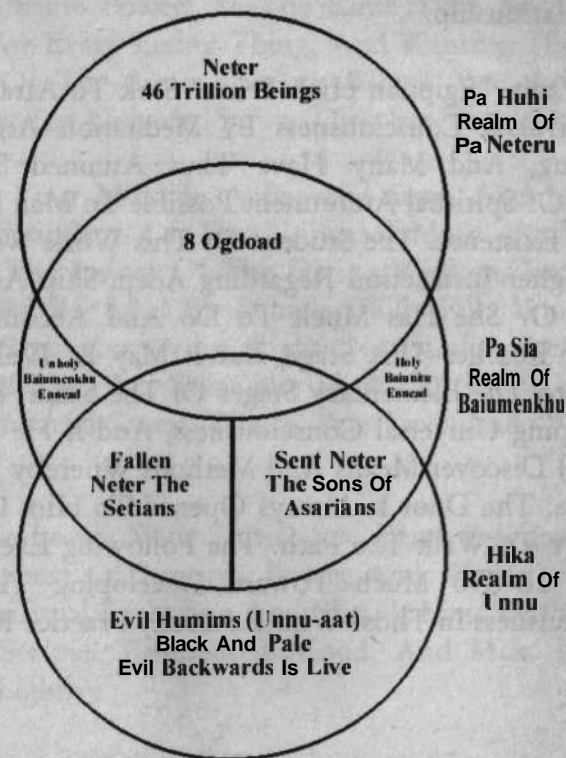 Neter
46 Trillion Beings
Pa Huhi
Realm Of
Pa Neteru
8 Ogdoad
Unholy
Baiumenkhu
Ennead
Holy
Ennead
Pa Sia
Realm Of
Baiumenkhu
Fallen
Neter The
Setians
Sent Neter
The Sons Of
Asarians
Hika
Realm Of
Unnu
Evil Humims (Unnu-aat)
Black And Pale
Evil Backwards Is Live